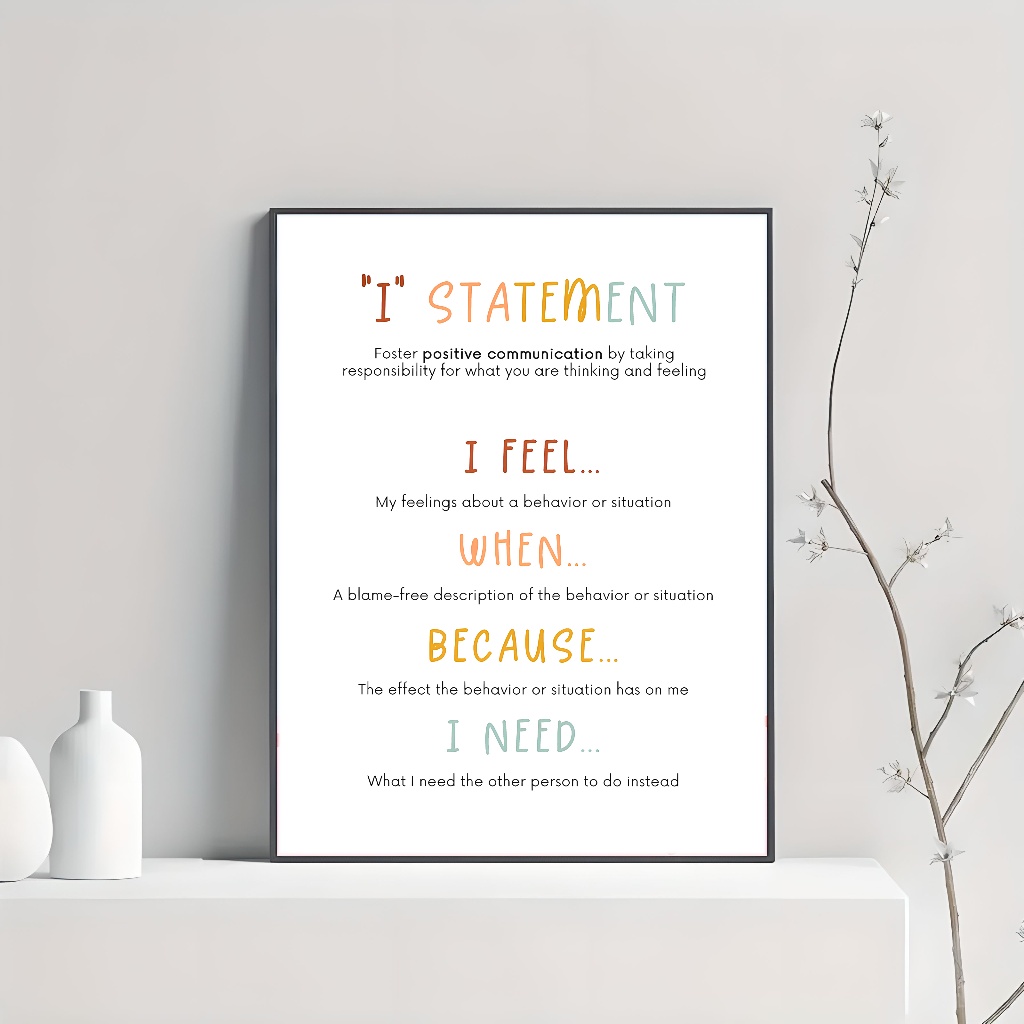 "I" STATEMENT
Foster positive communication by taking
responsibility for what you are thinking and feeling
I FEEL...
My feelings about a behavior or situation
WHEN...
A blame-free description of the behavior or situation
BECAUSE...
The effect the behavior or situation has on me
I NEED...
What I need the other person to do instead